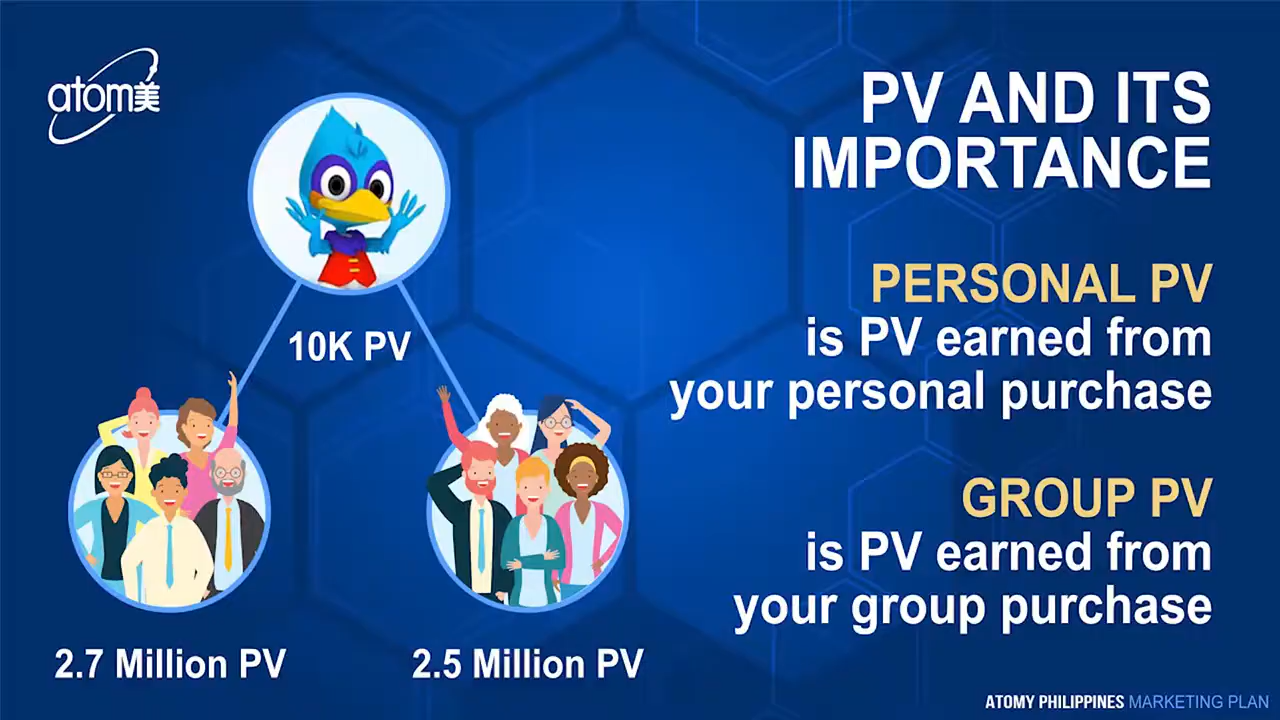 atom美
PV AND ITS
IMPORTANCE
10K PV
PERSONAL PV
is PV earned from
your personal purchase
GROUP PV
is PV earned from
your group purchase
2.7 Million PV
2.5 Million PV
ATOMY PHILIPPINES MARKETING PLAN